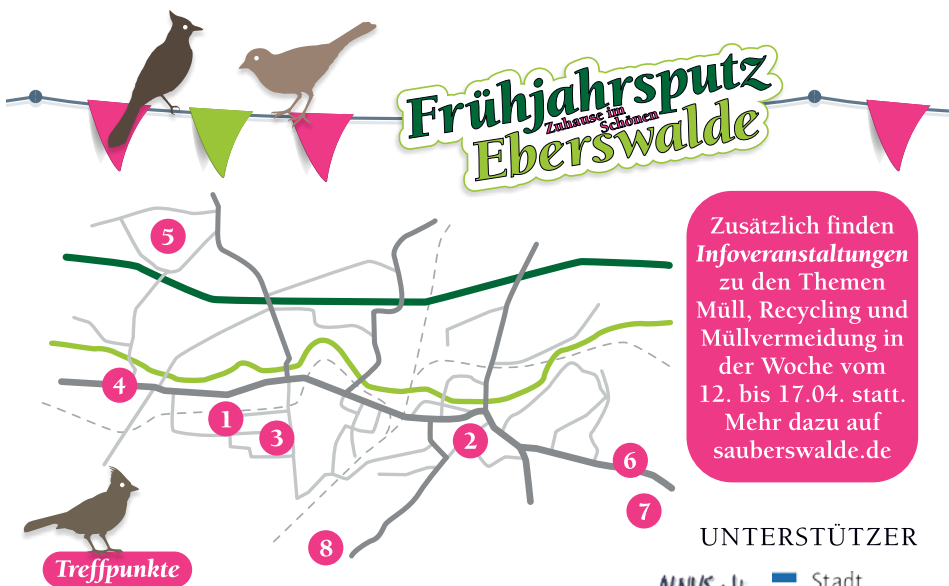 Frühjahrsputz
Zuhause im
Schönen
Eberswalde
Zusätzlich finden
Infoveranstaltungen
zu den Themen
Müll, Recycling und
Müllvermeidung in
der Woche vom
12. bis 17.04. statt.
Mehr dazu auf
sauberswalde.de
5
4
1
3
2
6
7
8
Treffpunkte
UNTERSTÜTZER
Stadt